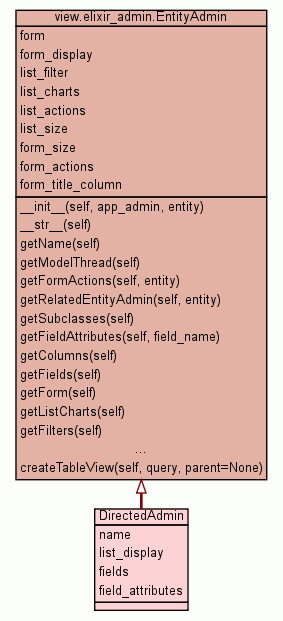 view.elixir_admin.EntityAdmin
form
form_display
list_filter
list_charts
list_actions
list_size
form_size
form_actions
form_title_column
__init__(self, app_admin, entity)
__str__(self)
getName(self)
getModelThread(self)
getFormActions(self, entity)
getRelatedEntityAdmin(self, entity)
getSubclasses(self)
getFieldAttributes(self, field_name)
getColumns(self)
getFields(self)
getForm(self)
getListCharts(self)
getFilters(self)
...
createTableView(self, query, parent=None)
DirectedAdmin
name
list_display
fields
field_attributes